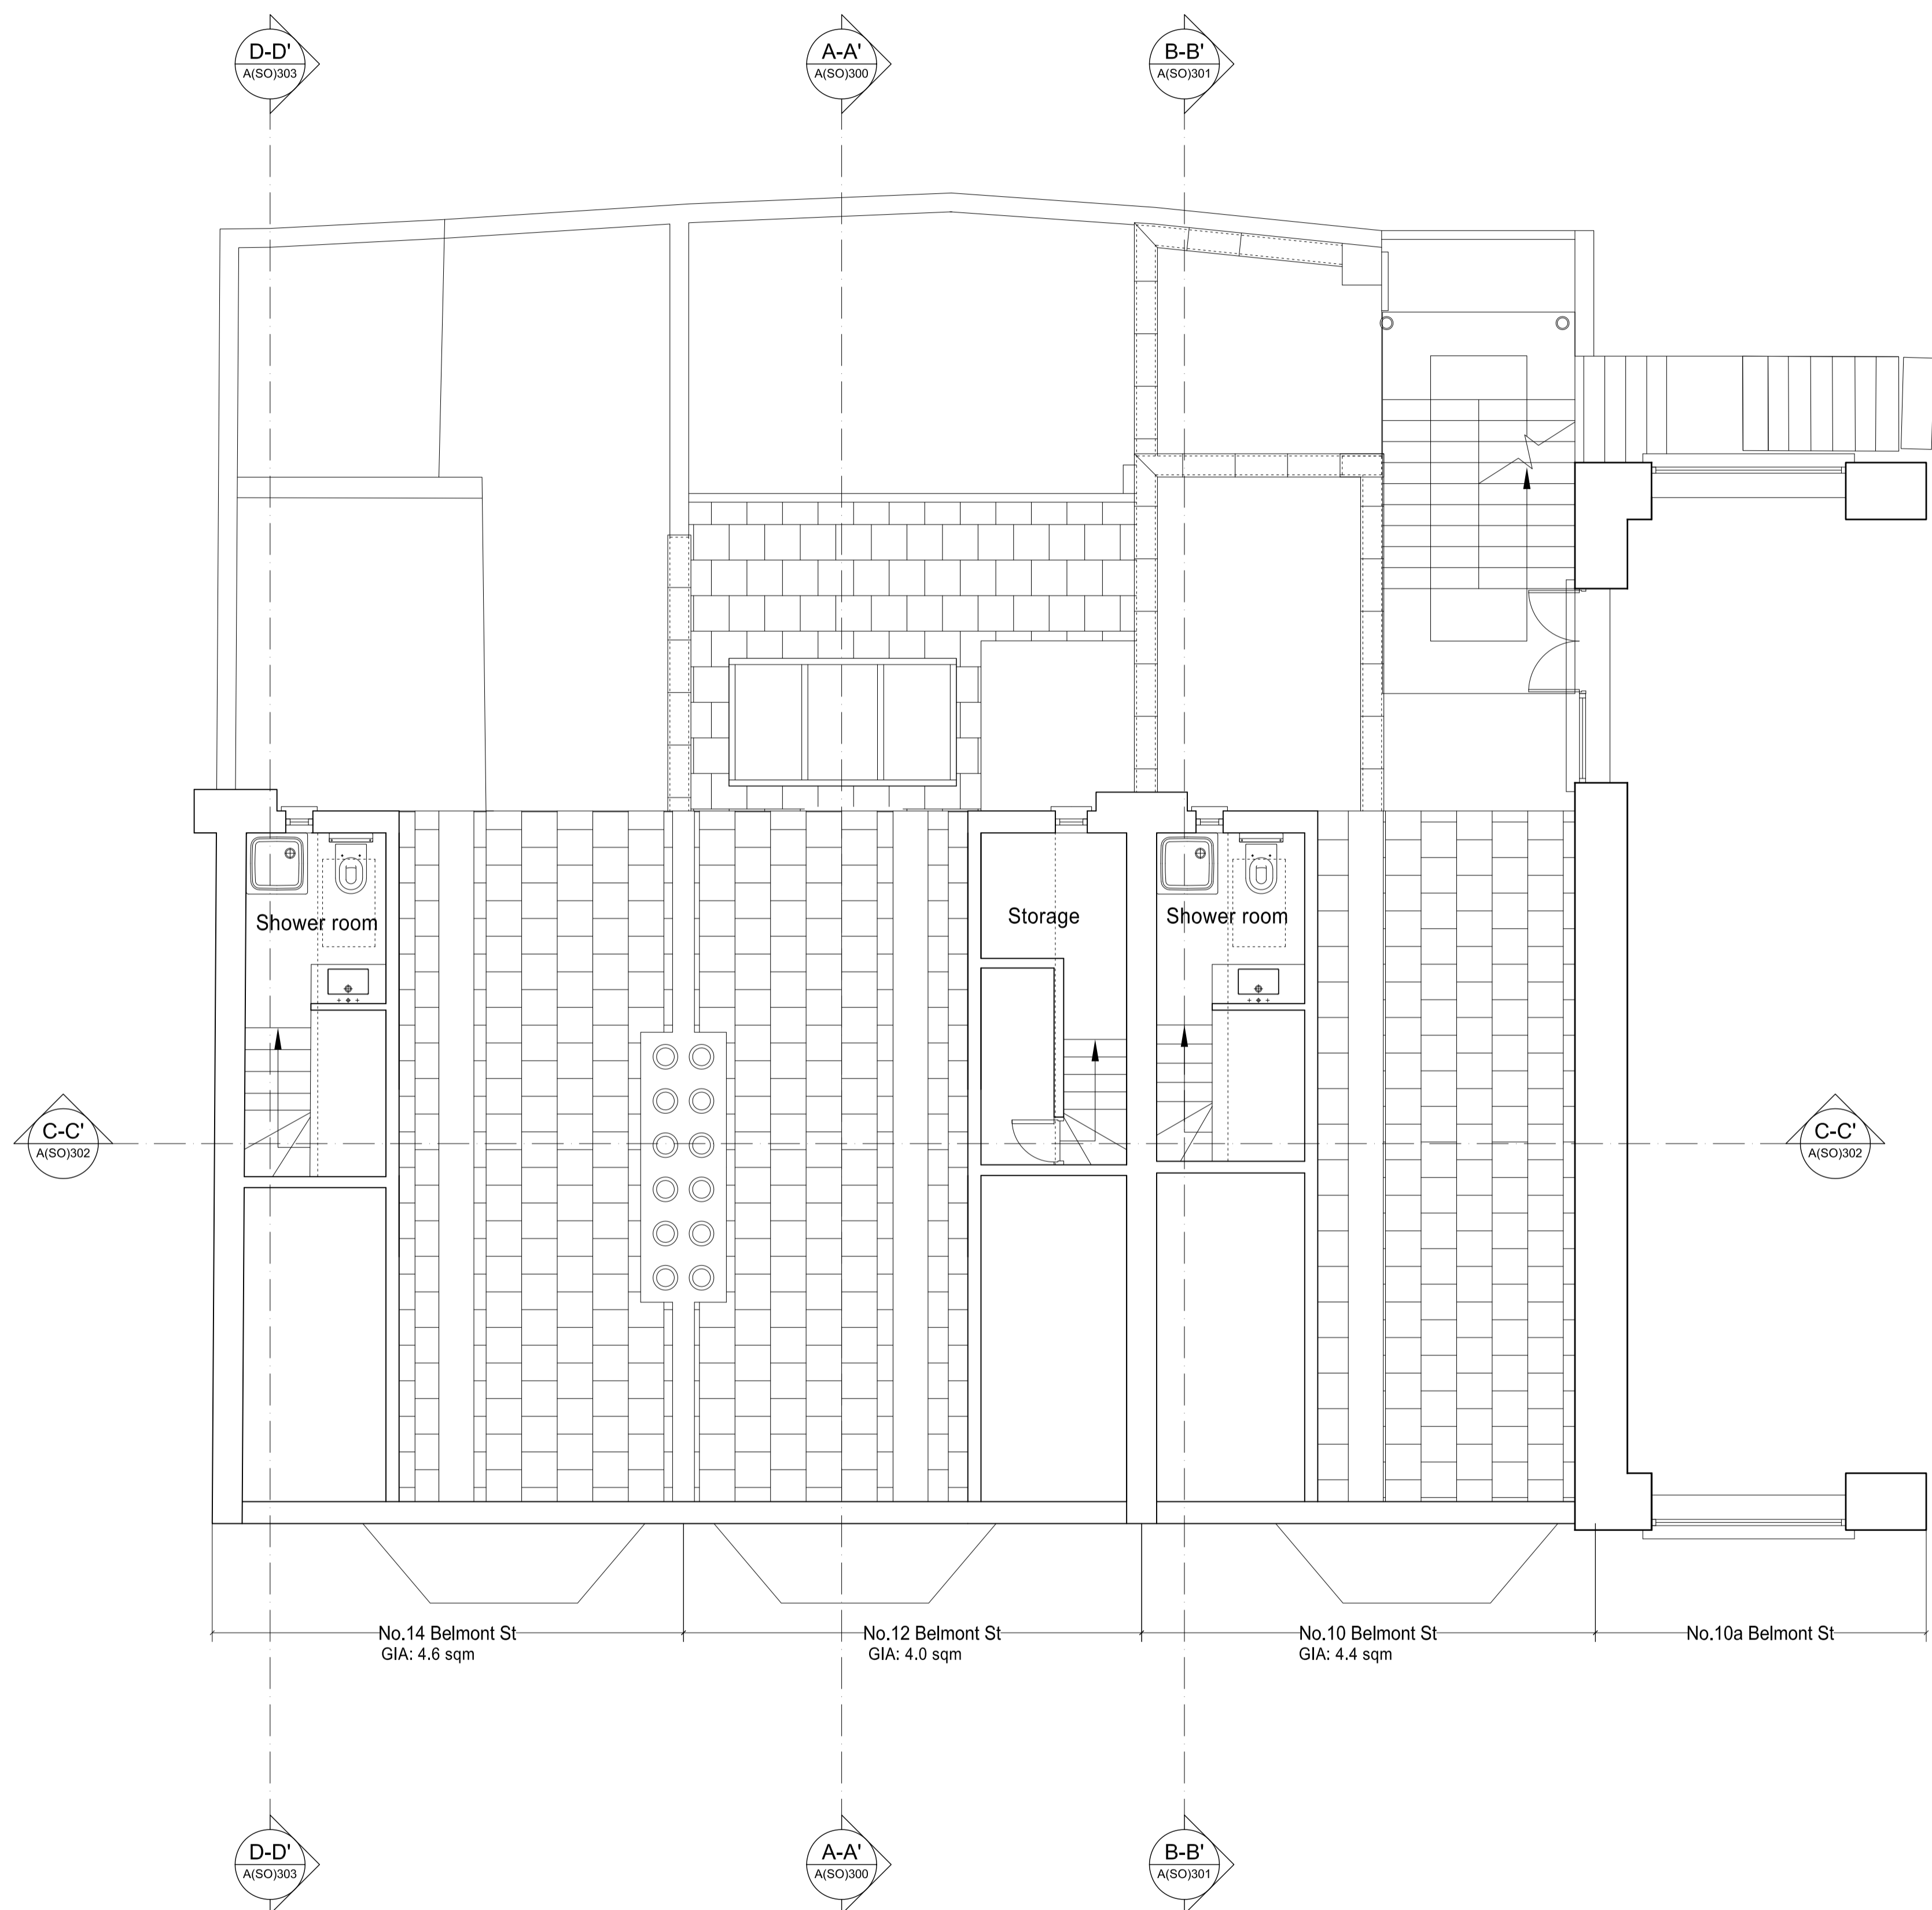 D-D'
A(SO)303
A-A'
A(SO)300
B-B'
A(SO)301
Shower room
Storage
Shower room
C-C'
A(SO)302
C-C'
A(SO)302
No.14 Belmont St
GIA: 4.6 sqm
No.12 Belmont St
GIA: 4.0 sqm
No.10 Belmont St
GIA: 4.4 sqm
No.10a Belmont St
D-D'
A(SO)303
A-A'
A(SO)300
B-B'
A(SO)301